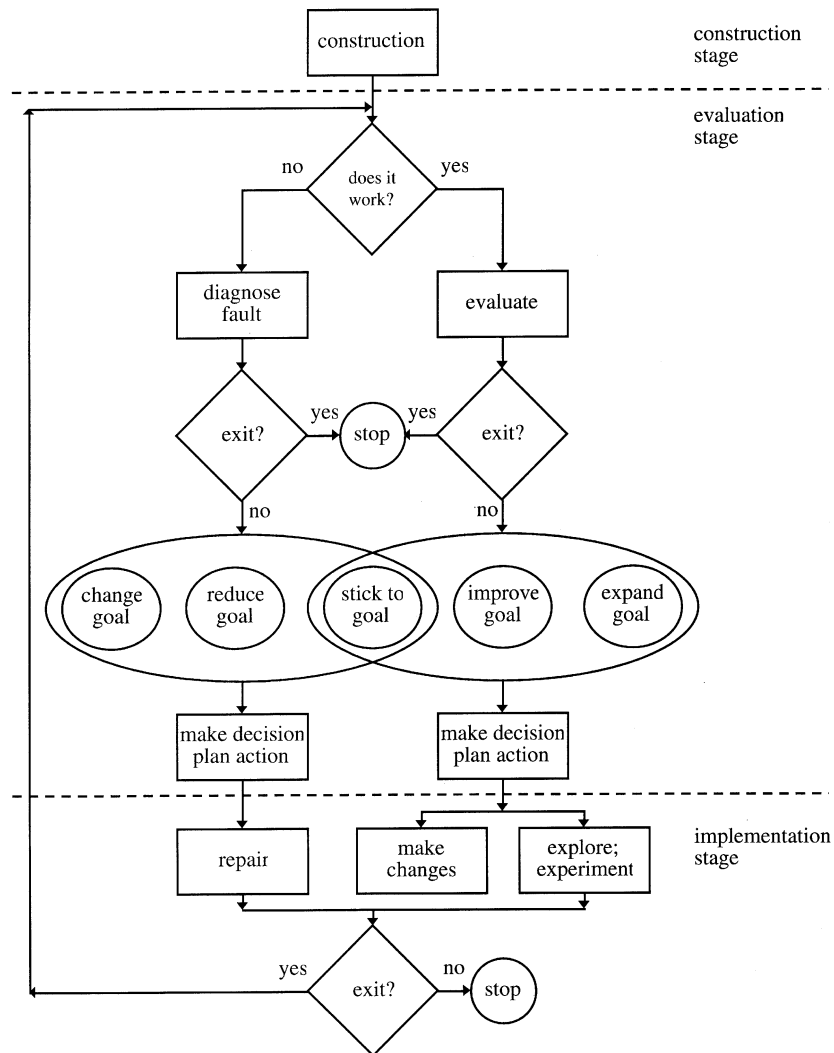 construction
construction
stage
evaluation
stage
no
yes
does it
work?
diagnose
fault
evaluate
exit?
yes
stop
yes
exit?
no
no
change
goal
reduce
goal
stick to
goal
improve
goal
expand
goal
make decision
plan action
make decision
plan action
implementation
stage
repair
make
changes
explore;
experiment
yes
exit?
no
stop